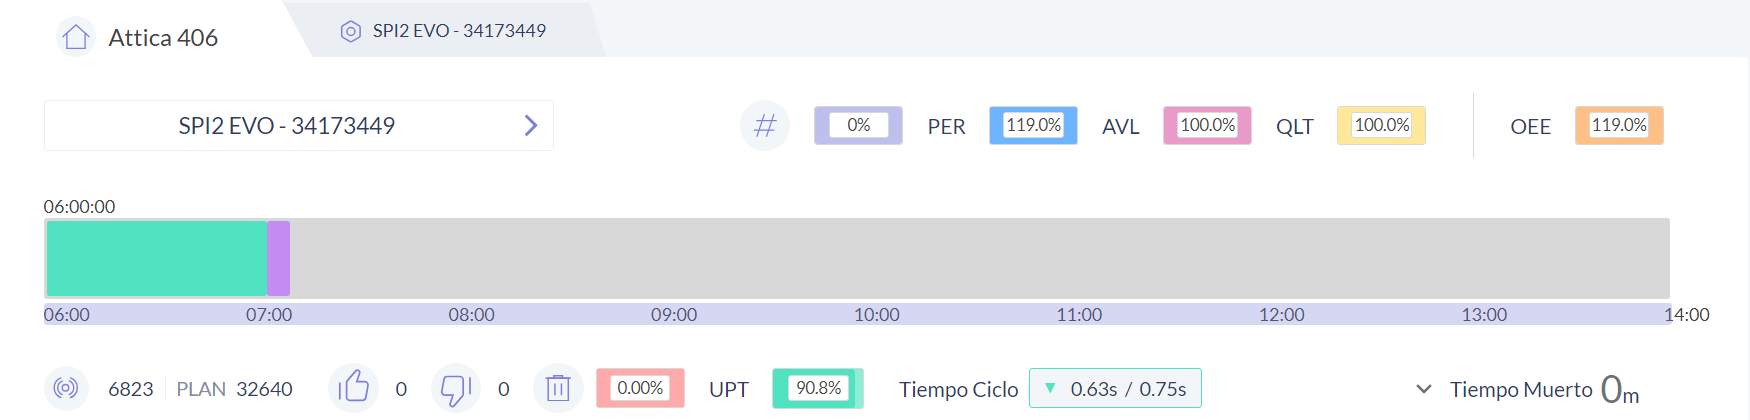 Attica 406
SPI2 EVO - 34173449
SPI2 EVO - 34173449
# 0% PER 119.0% AVL 100.0% QLT 100.0% OEE 119.0%
06:00:00
06:00 07:00 08:00 09:00 10:00 11:00 12:00 13:00 14:00
6823 PLAN 32640 0 0 0.00% UPT 90.8% Tiempo Ciclo 0.63s / 0.75s Tiempo Muerto 0m